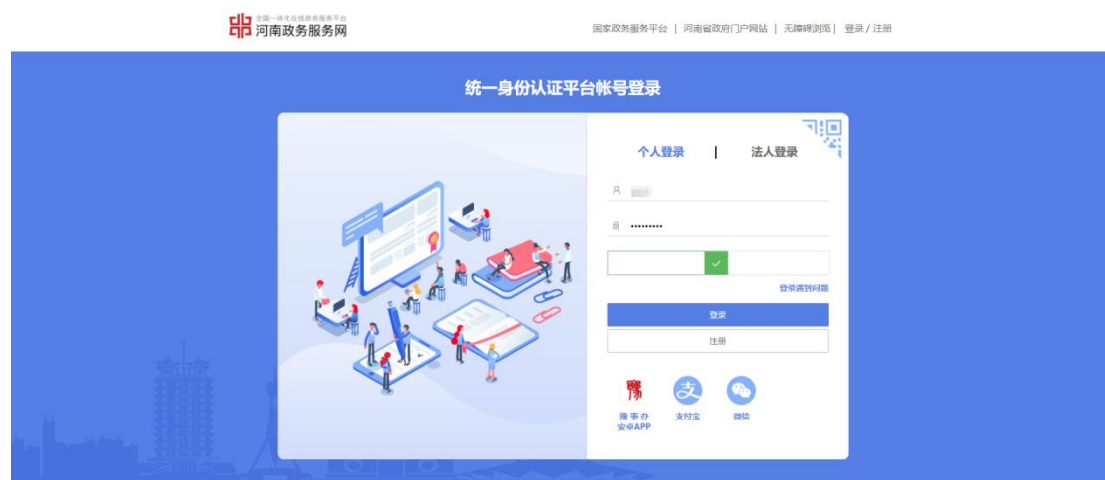 全国一体化在线政务服务平台
河南政务服务网
国家政务服务平台 | 河南省政府门户网站 | 无障碍浏览 | 登录 / 注册
统一身份认证平台帐号登录
个人登录 | 法人登录
•••••••••
登录遇到问题
登录
注册
豫
支
豫事办
安卓APP
支付宝
微信